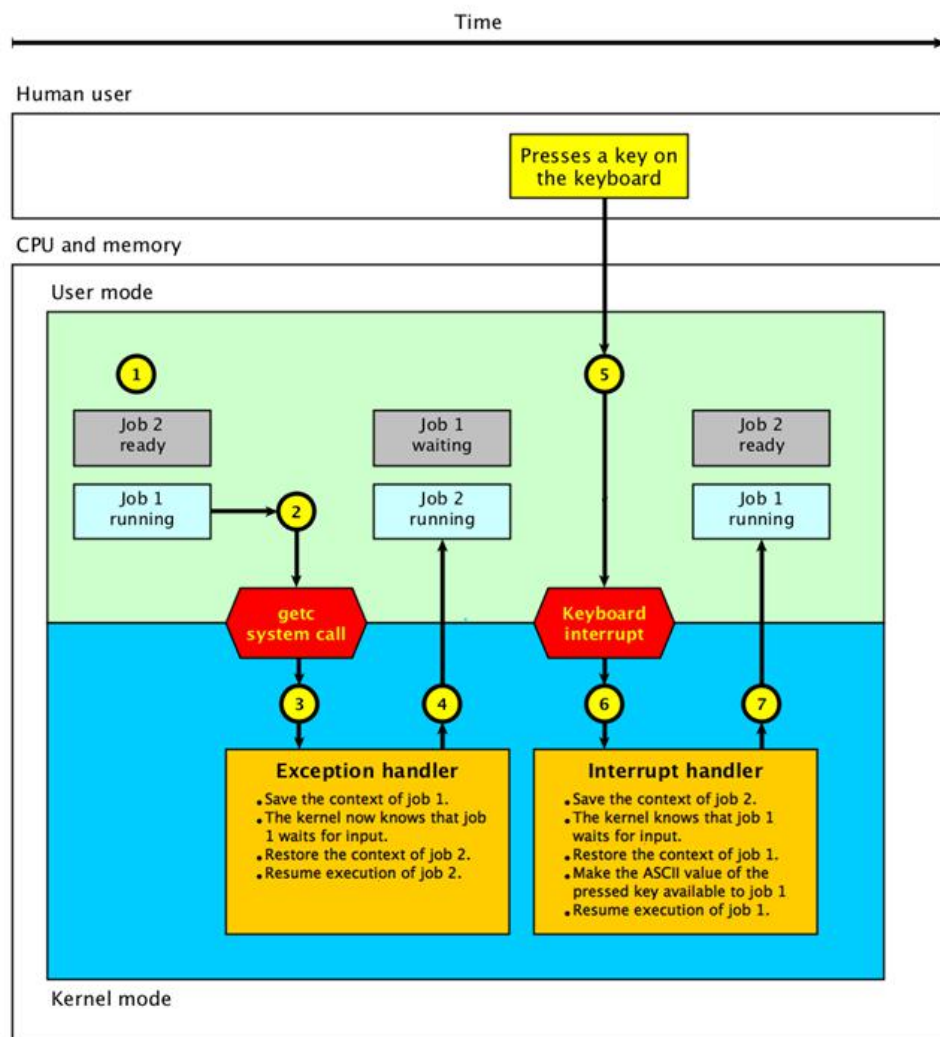 Time
Human user
Presses a key on
the keyboard
CPU and memory
User mode
1
5
Job 2
ready
Job 1
waiting
Job 2
ready
Job 1
running
2
Job 2
running
Job 1
running
getc
system call
Keyboard
interrupt
3
4
6
7
Exception handler
• Save the context of job 1.
• The kernel now knows that job
1 waits for input.
• Restore the context of job 2.
• Resume execution of job 2.
Interrupt handler
• Save the context of job 2.
• The kernel knows that job 1
waits for input.
• Restore the context of job 1.
• Make the ASCII value of the
pressed key available to job 1
• Resume execution of job 1.
Kernel mode